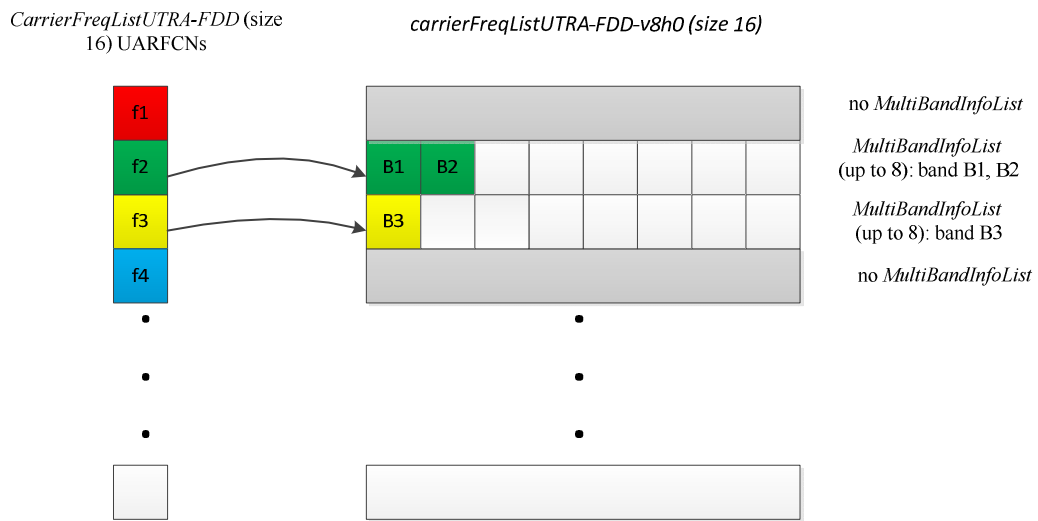 CarrierFreqListUTRA-FDD (size
16) UARFCNs
carrierFreqListUTRA-FDD-v8h0 (size 16)
f1
no MultiBandInfoList
f2
B1
B2
MultiBandInfoList
(up to 8): band B1, B2
f3
B3
MultiBandInfoList
(up to 8): band B3
f4
no MultiBandInfoList